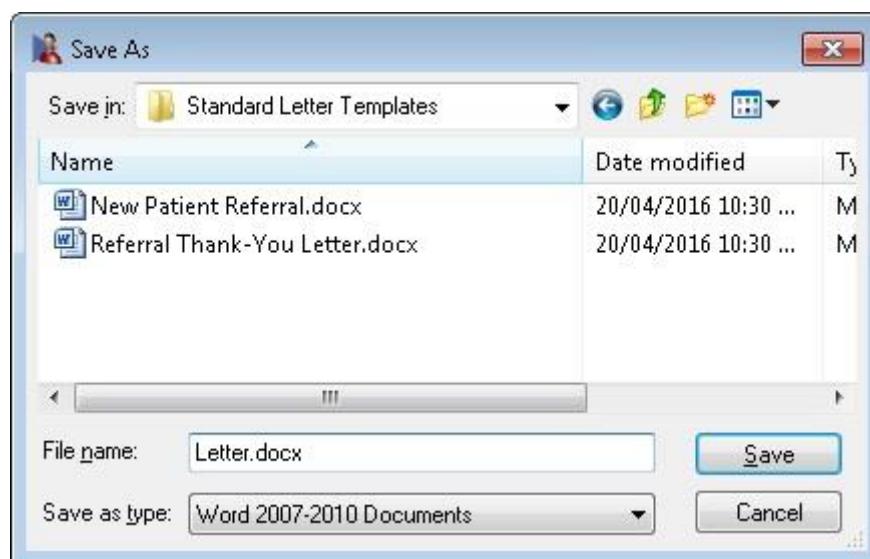 Save As
Save in: Standard Letter Templates
Name Date modified Ty
New Patient Referral.docx 20/04/2016 10:30 ... M
Referral Thank-You Letter.docx 20/04/2016 10:30 ... M
File name: Letter.docx Save
Save as type: Word 2007-2010 Documents Cancel